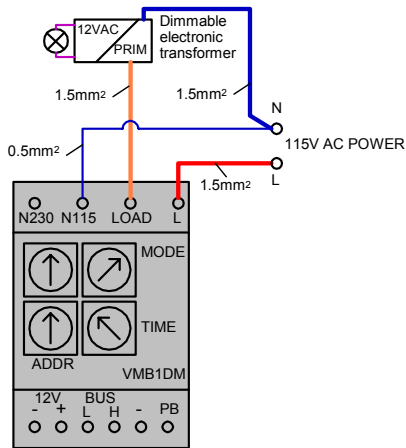 12VAC
PRIM
Dimmable
electronic
transformer
1.5mm²
1.5mm²
N
115V AC POWER
0.5mm²
L
1.5mm²
N230 N115 LOAD L
MODE
TIME
ADDR
VMB1DM
12V BUS
- + L H - PB